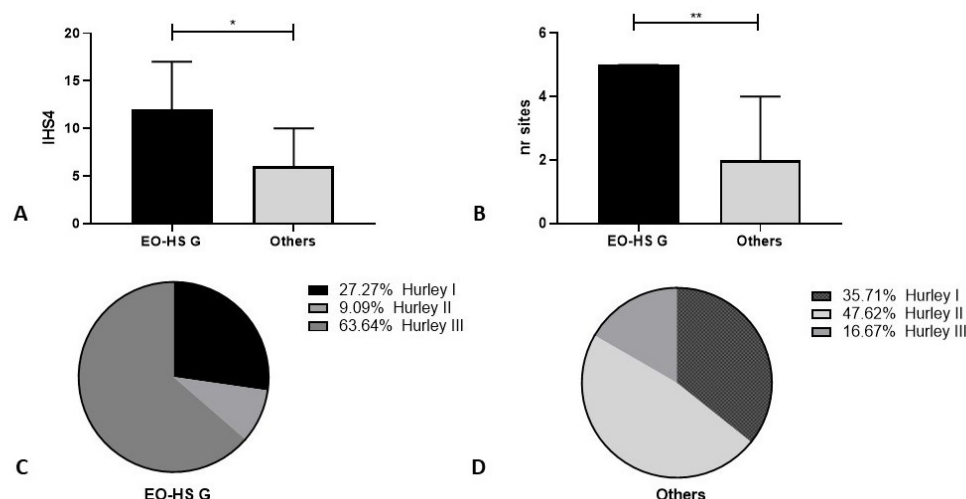 A
IHS4
20
15
10
5
0
*
EO-HS G
Others
B
nr sites
6
4
2
0
**
EO-HS G
Others
C
27.27% Hurley I
9.09% Hurley II
63.64% Hurley III
EO-HS G
D
35.71% Hurley I
47.62% Hurley II
16.67% Hurley III
Others